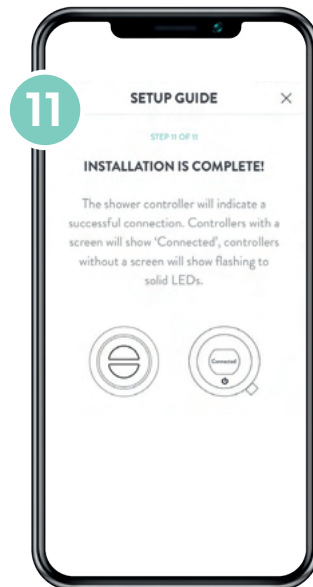 11
SETUP GUIDE ×
STEP 11 OF 11
INSTALLATION IS COMPLETE!
The shower controller will indicate a
successful connection. Controllers with a
screen will show ‘Connected’, controllers
without a screen will show flashing to
solid LEDs.
Connected